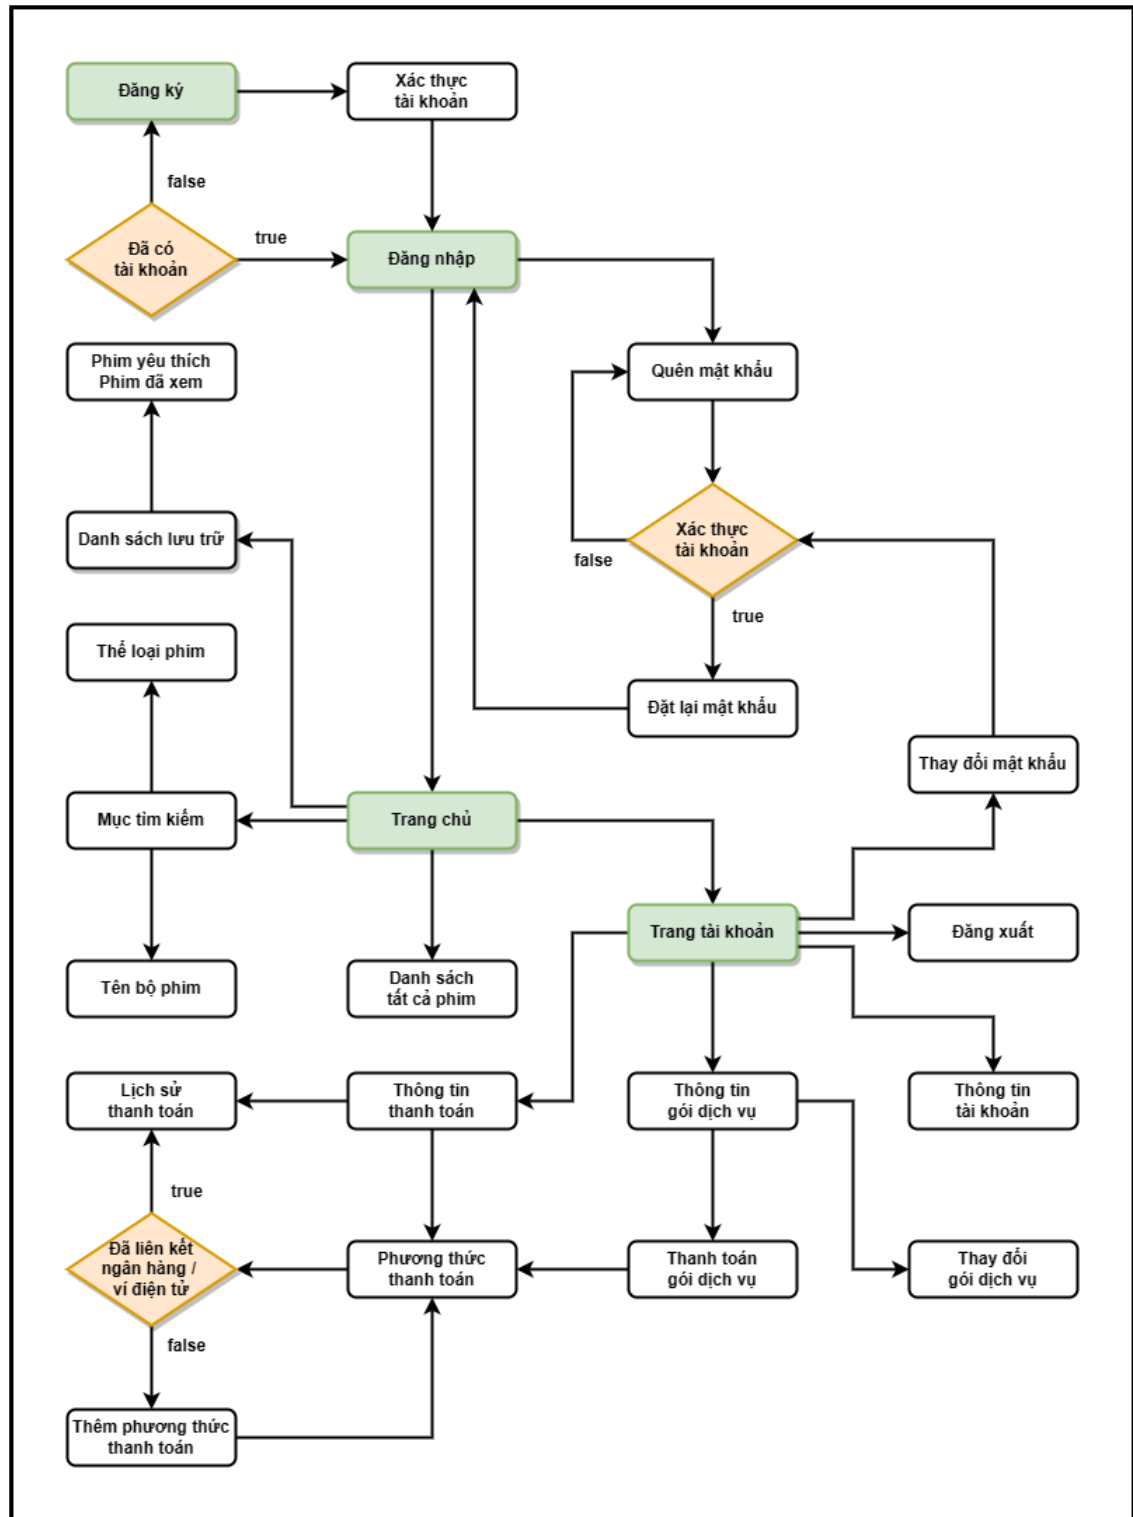 Đăng ký
Xác thực
tài khoản
false
Đã có
tài khoản
true
Đăng nhập
Phim yêu thích
Phim đã xem
Quên mật khẩu
Danh sách lưu trữ
Xác thực
tài khoản
false
true
Thể loại phim
Đặt lại mật khẩu
Thay đổi mật khẩu
Mục tìm kiếm
Trang chủ
Trang tài khoản
Đăng xuất
Tên bộ phim
Danh sách
tất cả phim
Lịch sử
thanh toán
Thông tin
thanh toán
Thông tin
gói dịch vụ
Thông tin
tài khoản
true
Đã liên kết
ngân hàng /
ví điện tử
Phương thức
thanh toán
Thanh toán
gói dịch vụ
Thay đổi
gói dịch vụ
false
Thêm phương thức
thanh toán